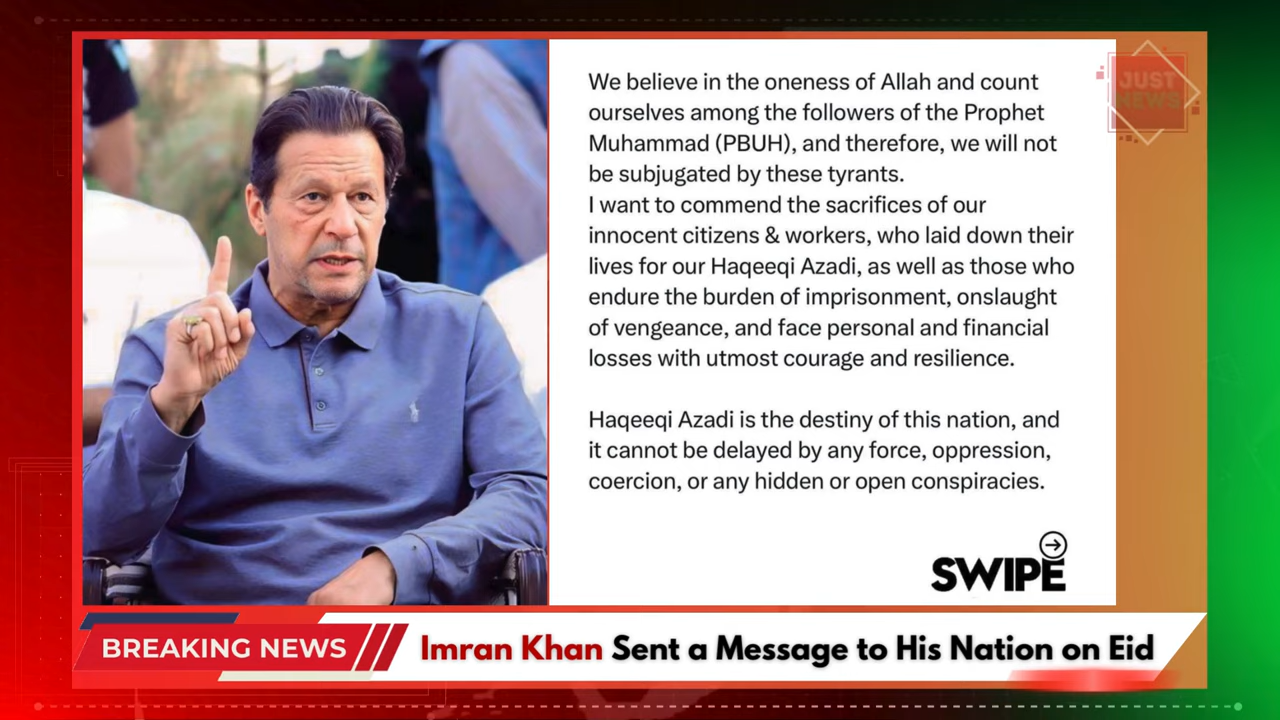 We believe in the oneness of Allah and count
ourselves among the followers of the Prophet
Muhammad (PBUH), and therefore, we will not
be subjugated by these tyrants.
I want to commend the sacrifices of our
innocent citizens & workers, who laid down their
lives for our Haqeeqi Azadi, as well as those who
endure the burden of imprisonment, onslaught
of vengeance, and face personal and financial
losses with utmost courage and resilience.
Haqeeqi Azadi is the destiny of this nation, and
it cannot be delayed by any force, oppression,
coercion, or any hidden or open conspiracies.
SWIPE
JUST
NEWS
BREAKING NEWS
Imran Khan Sent a Message to His Nation on Eid